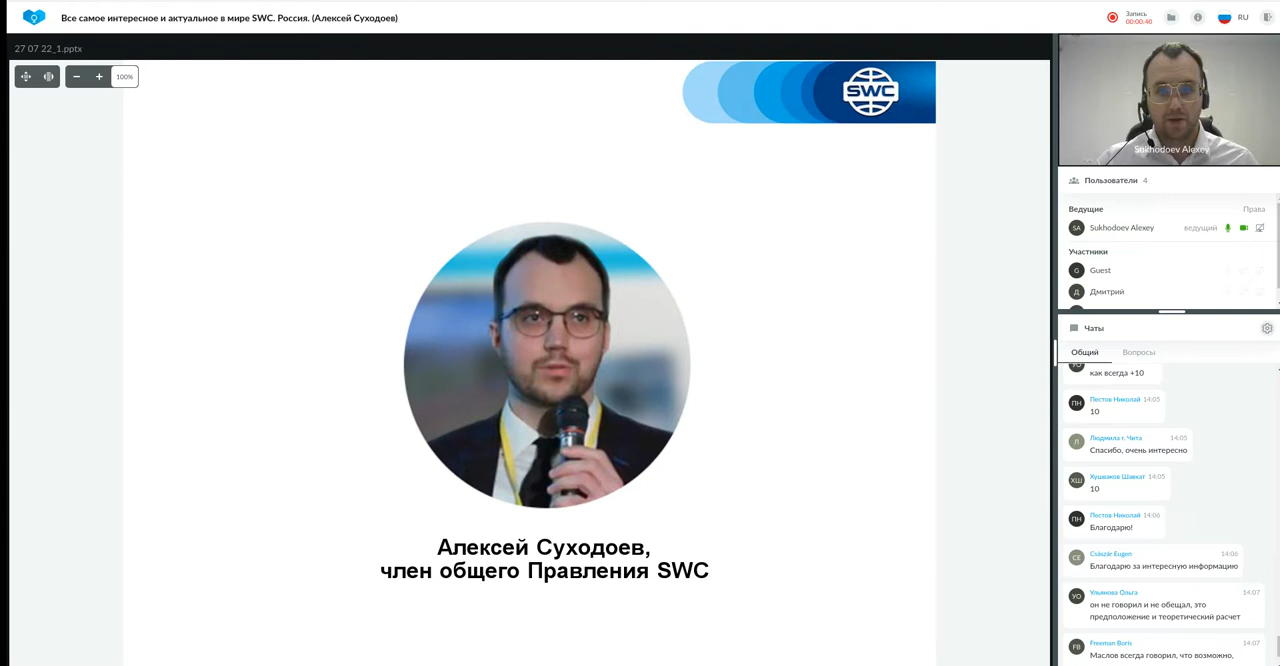 Все самое интересное и актуальное в мире SWC. Россия. (Алексей Суходоев)
Запись
00:00:40
RU
27 07 22_1.pptx
100%
SWC
Алексей Суходоев,
член общего Правления SWC
Sukhodoev Alexey
Пользователи 4
Ведущие Права
SA Sukhodoev Alexey ведущий
Участники
G Guest
Д Дмитрий
Чаты
Общий Вопросы
УО
как всегда +10
ПН Пестов Николай 14:05
10
Л Людмила г. Чита 14:05
Спасибо, очень интересно
ХШ Хушваков Шавкат 14:05
10
ПН Пестов Николай 14:06
Благодарю!
CE Császár Eugen 14:06
Благодарю за интересную информацию
УО Ульянова Ольга 14:07
он не говорил и не обещал, это
предположение и теоретический расчет
FB Freeman Boris 14:07
Маслов всегда говорил, что возможно,